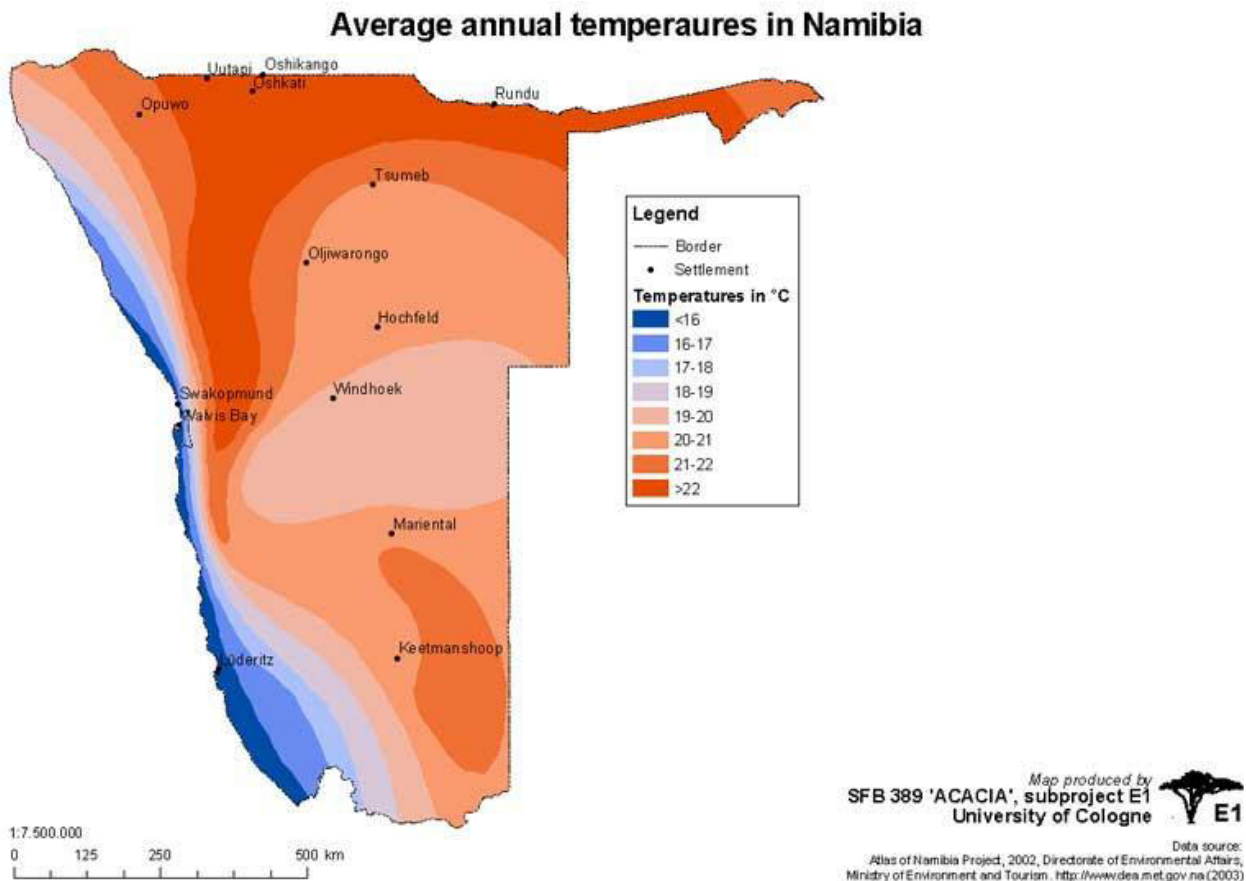 Average annual temperaures in Namibia
Uutapi
Oshikango
Oshkati
Opuwo
Rundu
Tsumeb
Oljiwarongo
Hochfeld
Swakopmund
Windhoek
Walvis Bay
Mariental
Keetmanshoop
Lüderitz
Legend
Border
Settlement
Temperatures in °C
<16
16-17
17-18
18-19
19-20
20-21
21-22
>22
Map produced by
SFB 389 'ACACIA', subproject E1
University of Cologne
E1
1:7.500.000
0 125 250 500 km
Data source:
Atlas of Namibia Project, 2002, Directorate of Environmental Affairs,
Ministry of Environment and Tourism. http://www.dea.met.gov.na (2003)